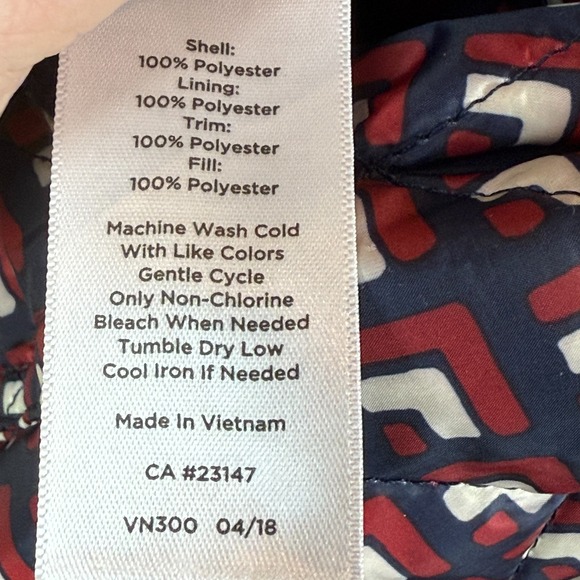 Shell:
100% Polyester
Lining:
100% Polyester
Trim:
100% Polyester
Fill:
100% Polyester
Machine Wash Cold
With Like Colors
Gentle Cycle
Only Non-Chlorine
Bleach When Needed
Tumble Dry Low
Cool Iron If Needed
Made In Vietnam
CA #23147
VN300 04/18